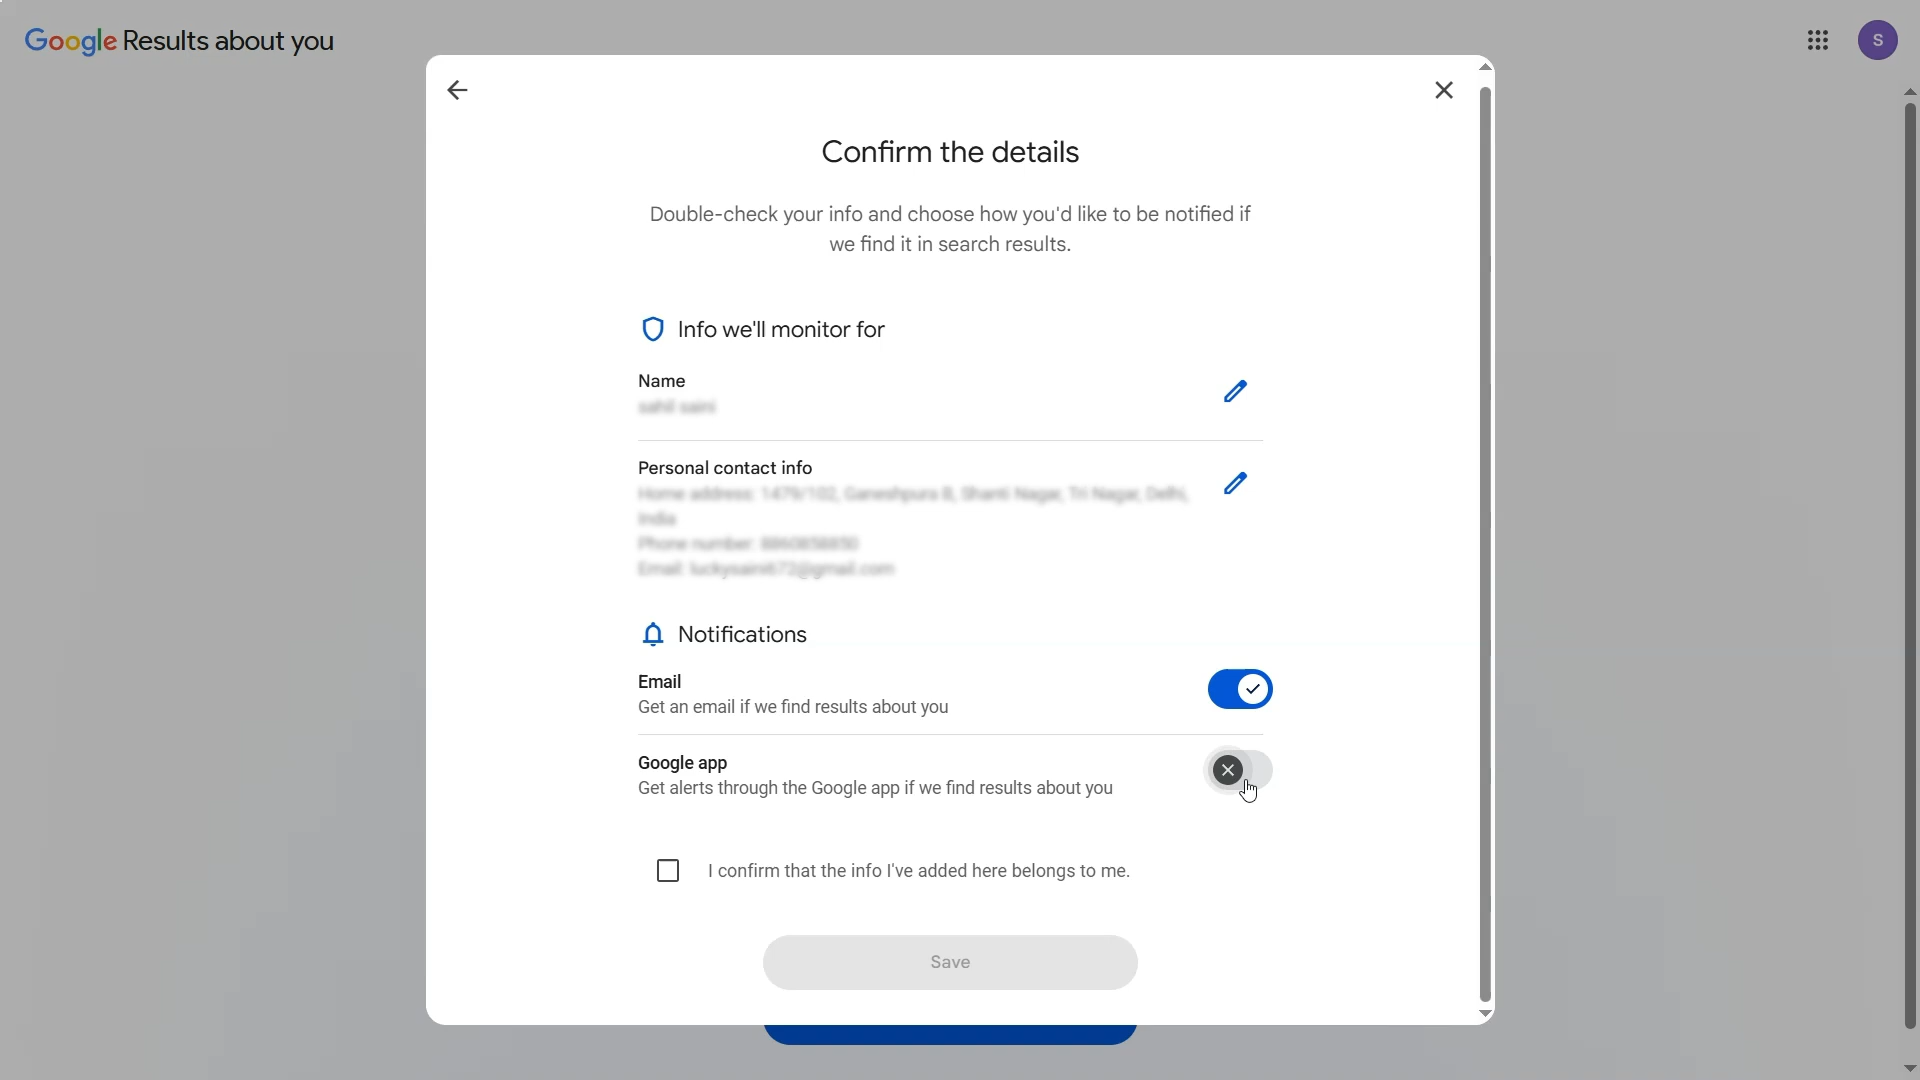 Google Results about you
S
Confirm the details
Double-check your info and choose how you'd like to be notified if
we find it in search results.
Info we'll monitor for
Name
Personal contact info
Notifications
Email
Get an email if we find results about you
Google app
Get alerts through the Google app if we find results about you
I confirm that the info I've added here belongs to me.
Save